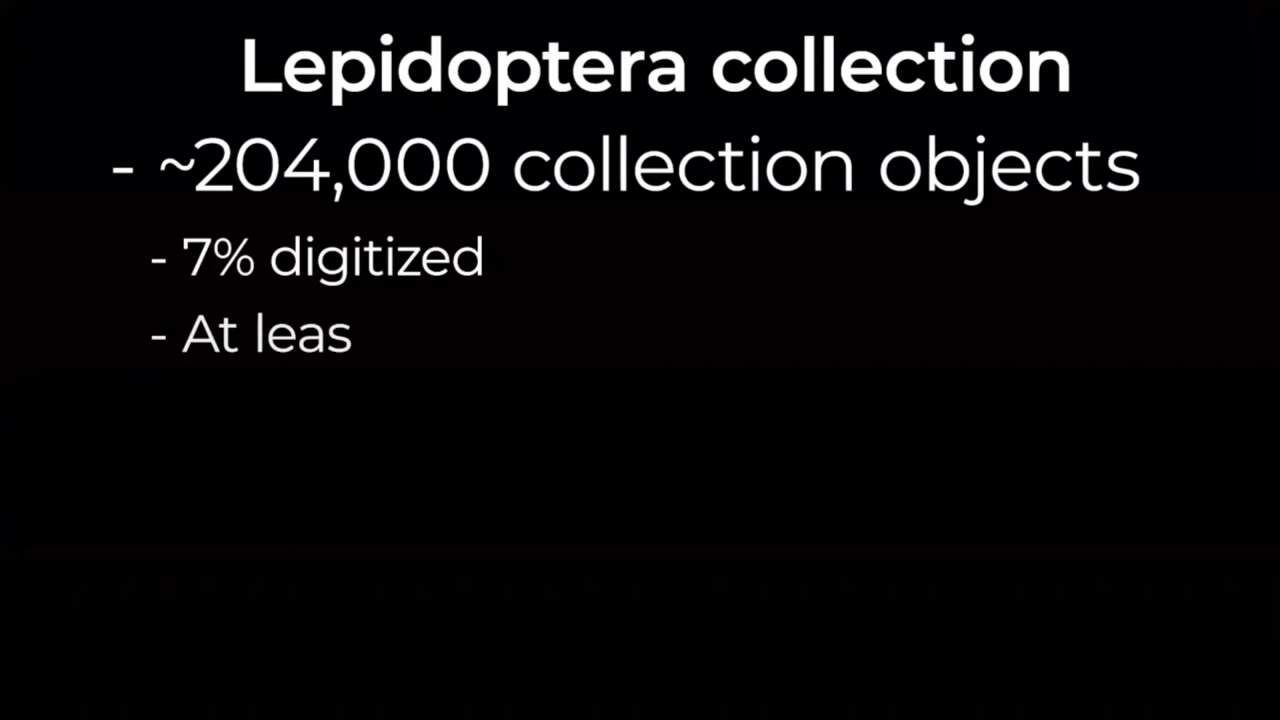 Lepidoptera collection
- ~204,000 collection objects
- 7% digitized
- At leas